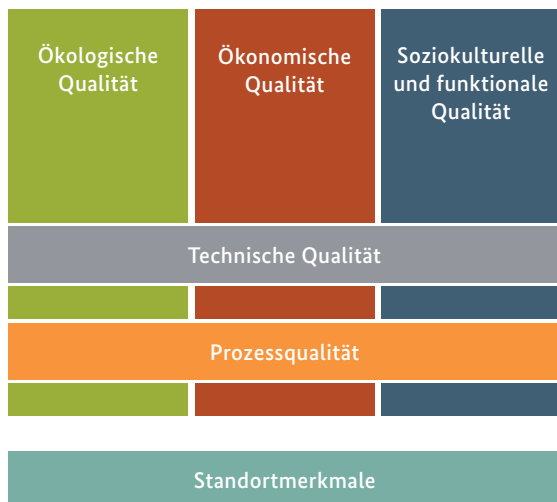 Ökologische
Qualität
Ökonomische
Qualität
Soziokulturelle
und funktionale
Qualität
Technische Qualität
Prozessqualität
Standortmerkmale